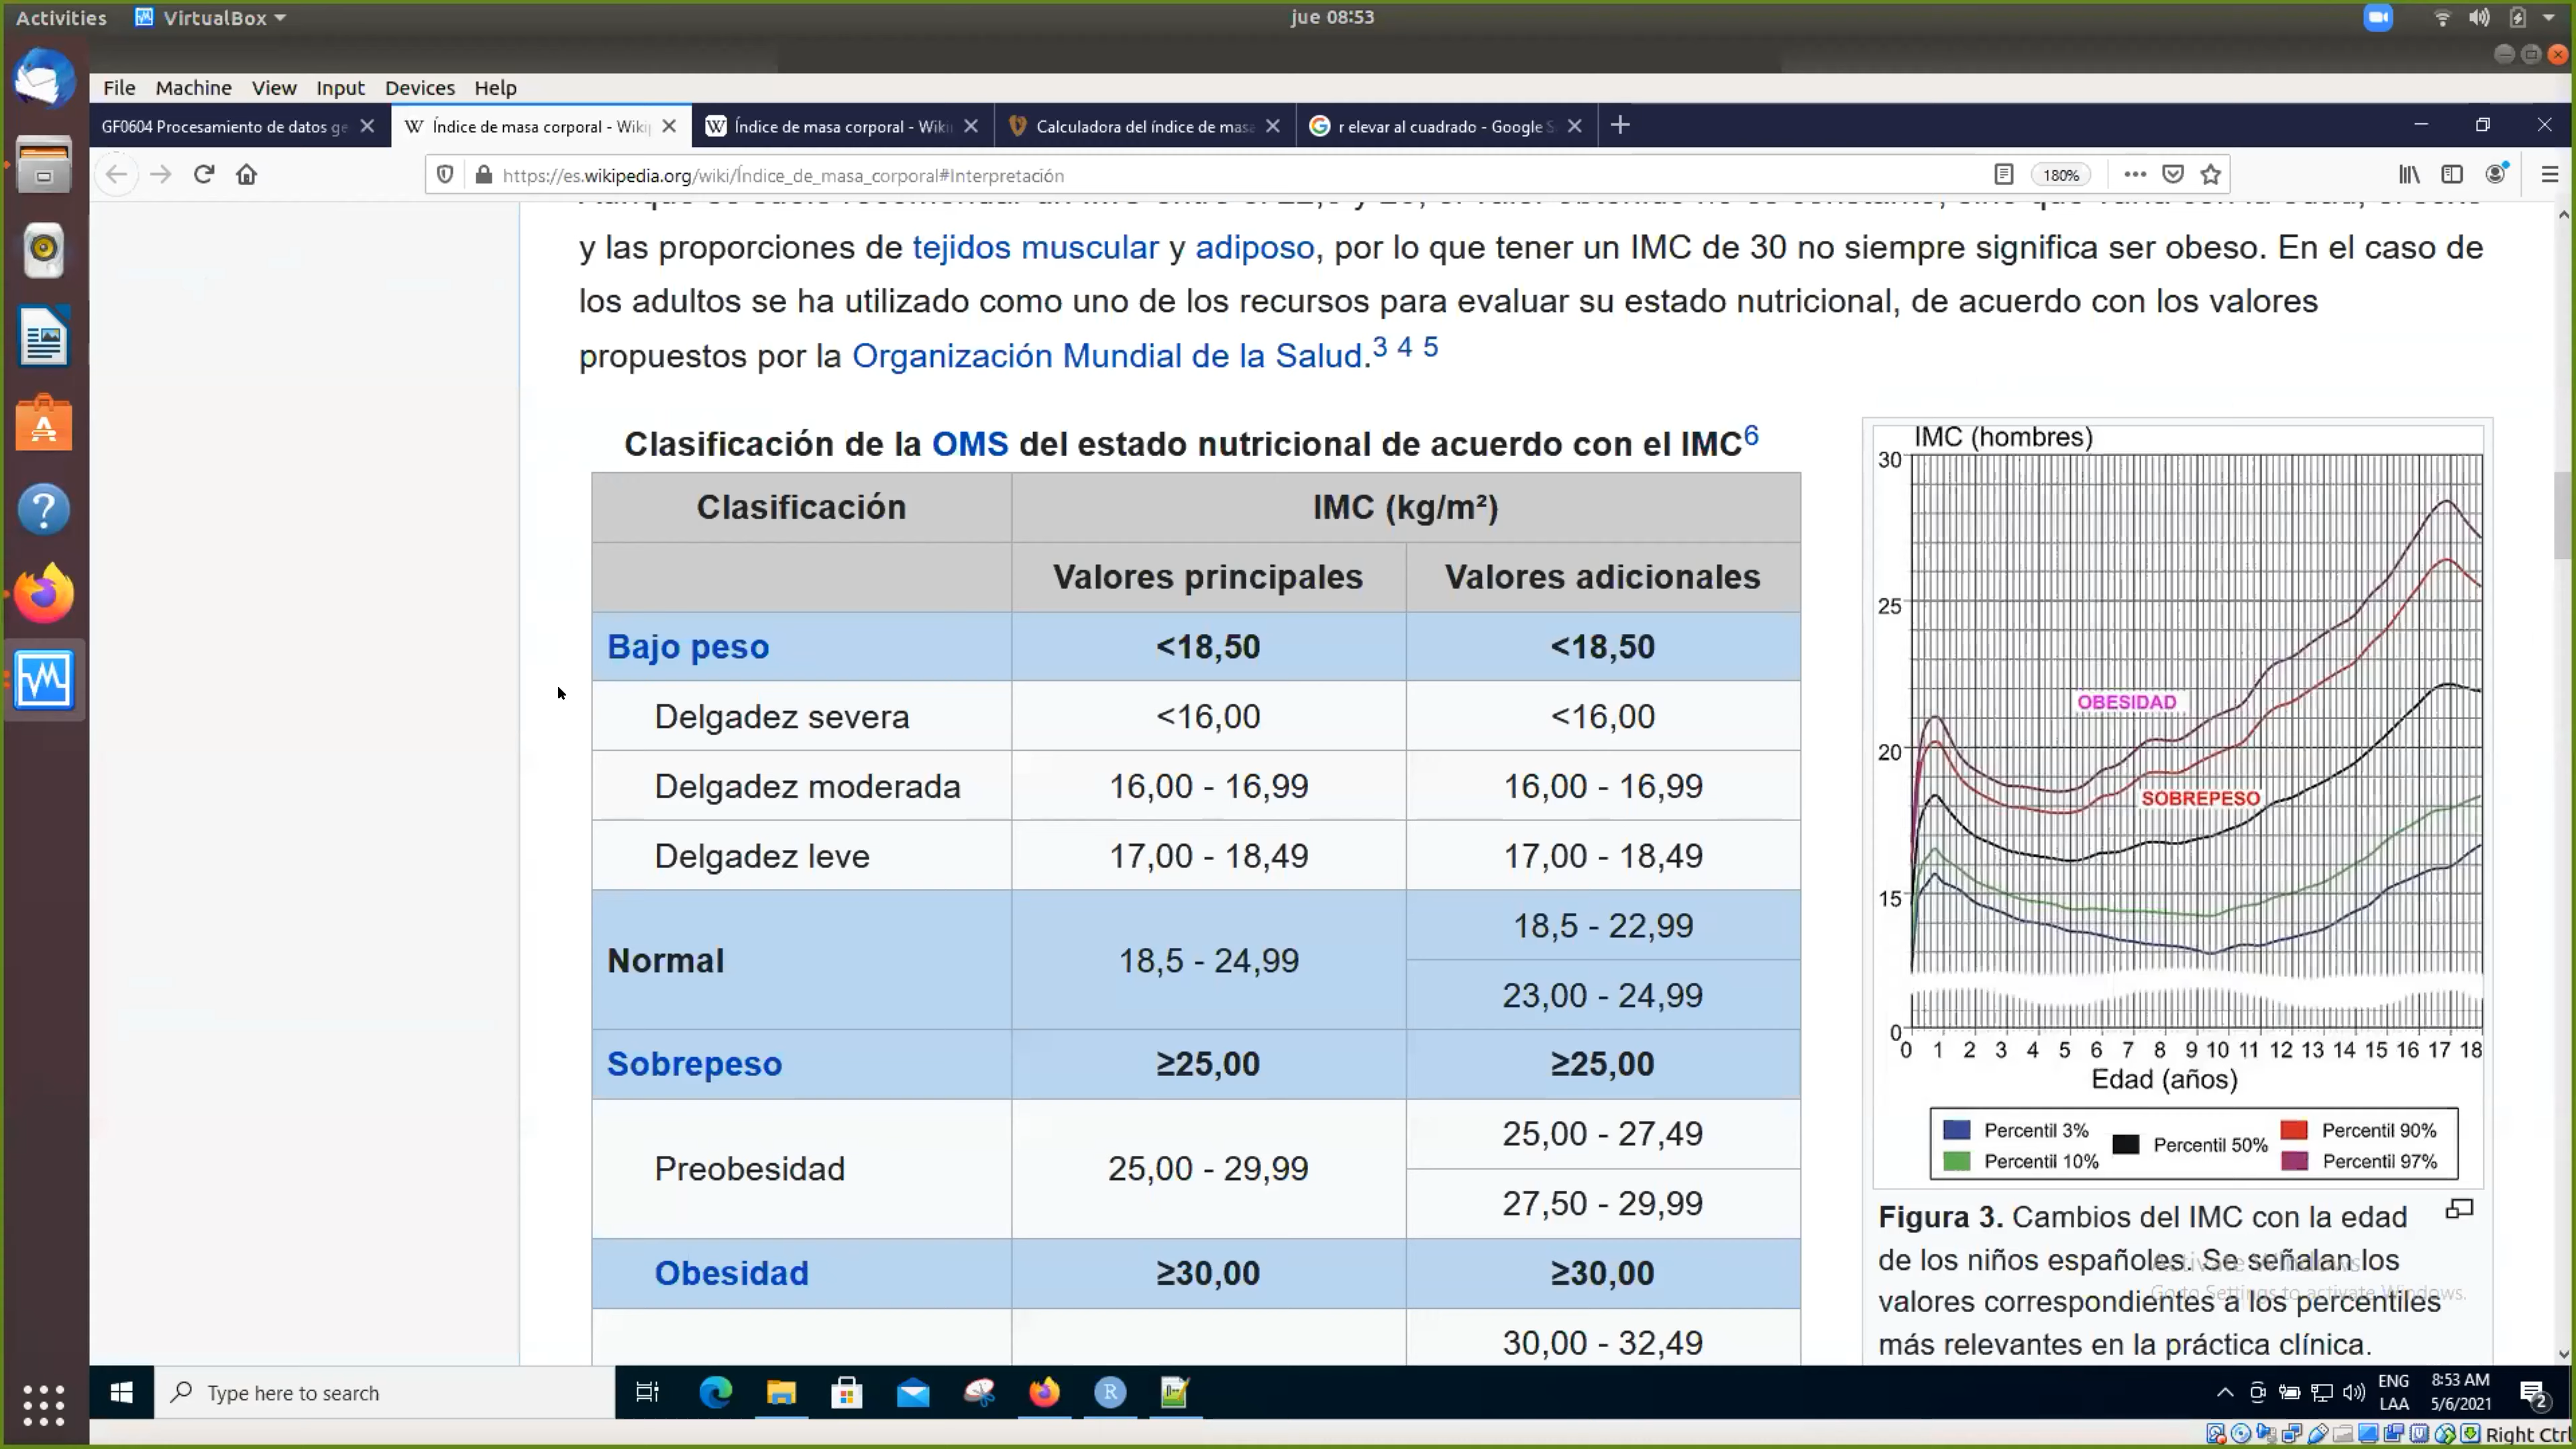 Activities VirtualBox jue 08:53
File Machine View Input Devices Help
GF0604 Procesamiento de datos ge
Índice de masa corporal - Wiki
Índice de masa corporal - Wiki
Calculadora del índice de masa
r elevar al cuadrado - Google S
https://es.wikipedia.org/wiki/Índice_de_masa_corporal#Interpretación 180%
y las proporciones de tejidos muscular y adiposo, por lo que tener un IMC de 30 no siempre significa ser obeso. En el caso de
los adultos se ha utilizado como uno de los recursos para evaluar su estado nutricional, de acuerdo con los valores
propuestos por la Organización Mundial de la Salud.3 4 5
Clasificación de la OMS del estado nutricional de acuerdo con el IMC6
Clasificación IMC (kg/m²)
Valores principales Valores adicionales
Bajo peso <18,50 <18,50
Delgadez severa <16,00 <16,00
Delgadez moderada 16,00 - 16,99 16,00 - 16,99
Delgadez leve 17,00 - 18,49 17,00 - 18,49
Normal 18,5 - 24,99 18,5 - 22,99
23,00 - 24,99
Sobrepeso ≥25,00 ≥25,00
Preobesidad 25,00 - 29,99 25,00 - 27,49
27,50 - 29,99
Obesidad ≥30,00 ≥30,00
30,00 - 32,49
IMC (hombres)
30
25
20
15
0
OBESIDAD
SOBREPESO
0 1 2 3 4 5 6 7 8 9 10 11 12 13 14 15 16 17 18
Edad (años)
Percentil 3% Percentil 50% Percentil 90%
Percentil 10% Percentil 97%
Figura 3. Cambios del IMC con la edad
de los niños españoles. Se señalan los
valores correspondientes a los percentiles
más relevantes en la práctica clínica.
Activate Windows
Go to Settings to activate Windows.
Type here to search
ENG
LAA
8:53 AM
5/6/2021
2
Right Ctrl